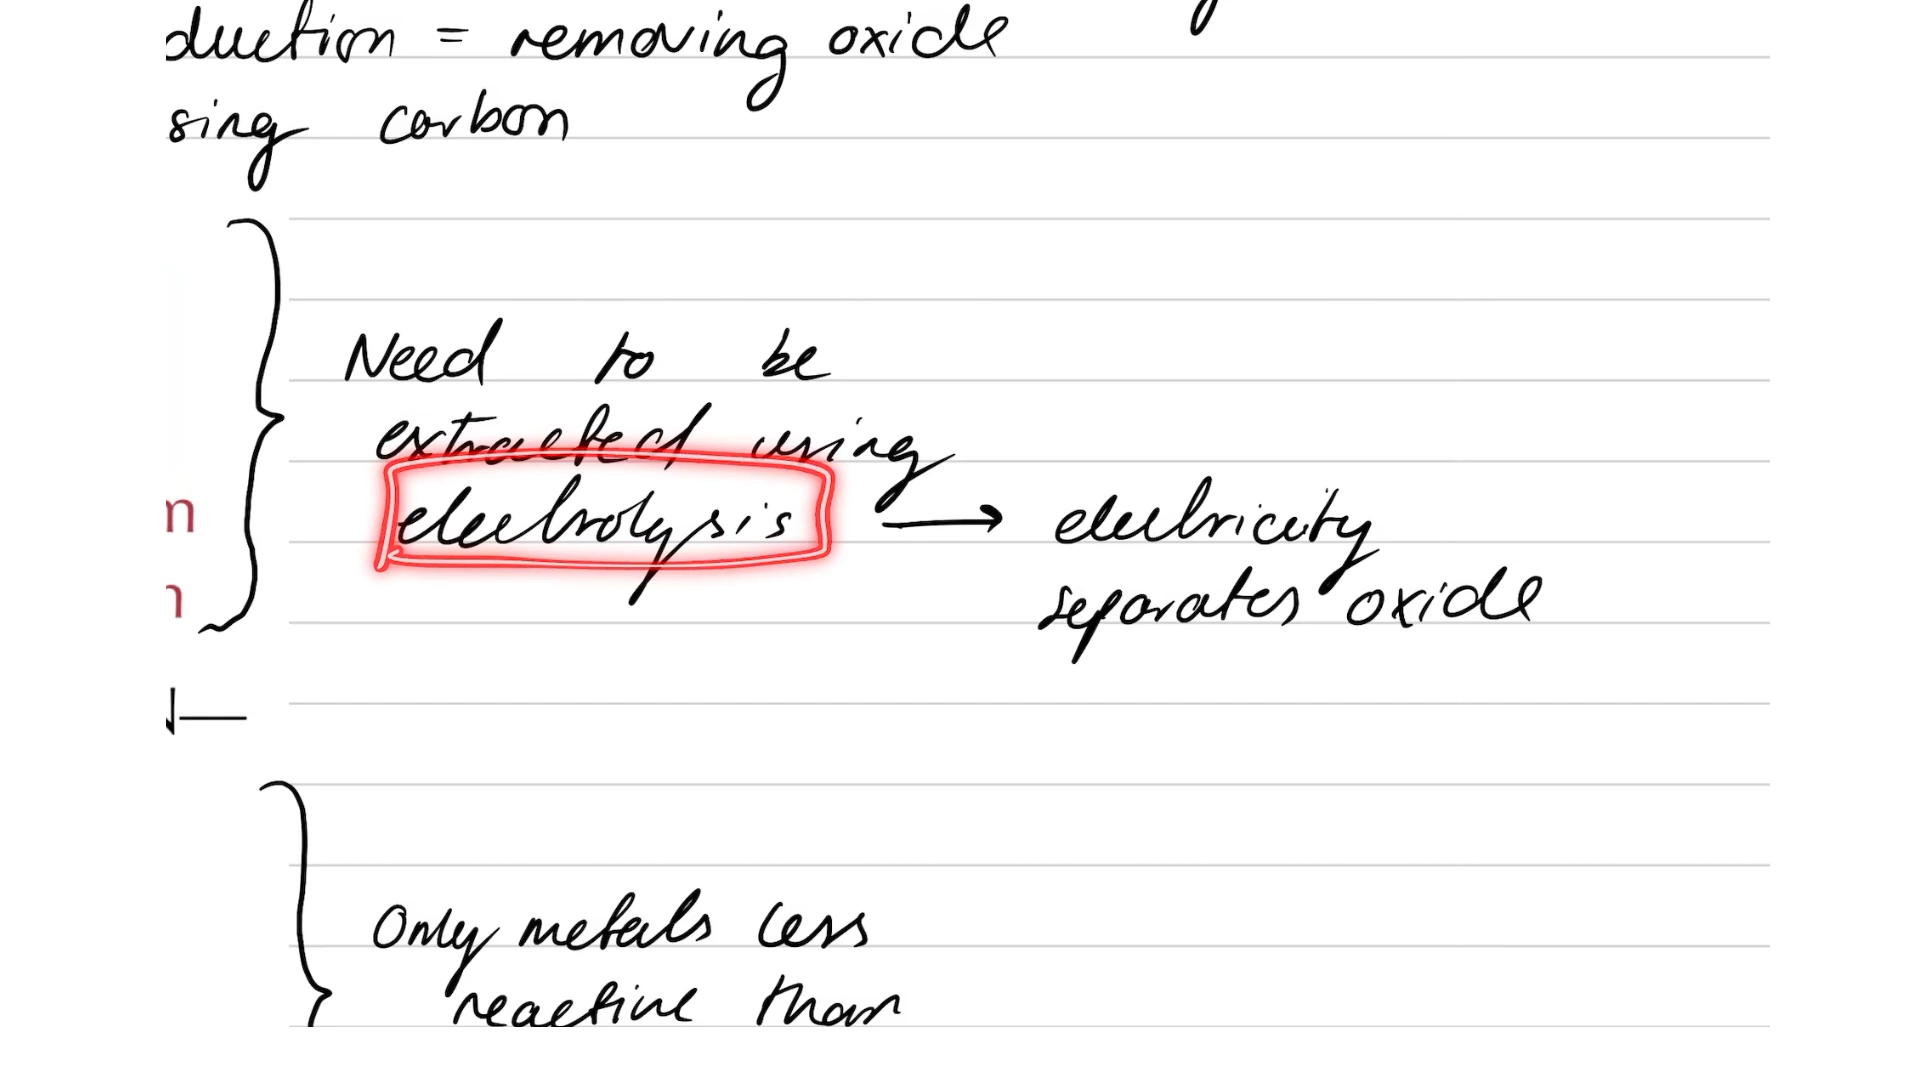 duction = removing oxide
sing carbon
Need to be
extracted using
electrolysis → electricity
separates oxide
n
n
N—
Only metals less
reactive than